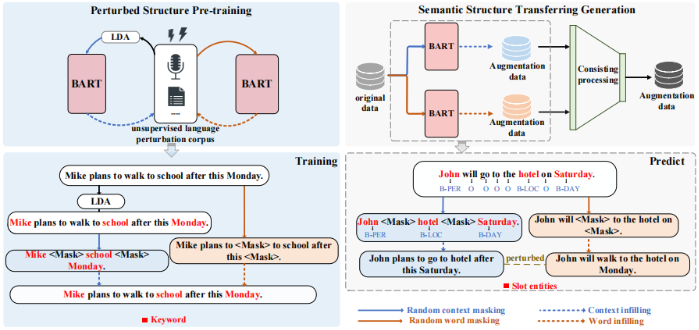 Perturbed Structure Pre-training
LDA
BART
BART
unsupervised language
perturbation corpus
Training
Mike plans to walk to school after this Monday.
LDA
Mike plans to walk to school after this Monday.
Mike <Mask> school <Mask>
Monday.
Mike plans to <Mask> to school after
this <Mask>.
Mike plans to walk to school after this Monday.
Keyword
Semantic Structure Transferring Generation
original
data
BART
BART
Augmentation
data
Augmentation
data
Consisting
processing
Augmentation
data
Predict
John will go to the hotel on Saturday.
B-PER O O O O B-LOC O B-DAY
John <Mask> hotel <Mask> Saturday.
B-PER B-LOC B-DAY
John will <Mask> to the hotel on
<Mask>.
John plans to go to hotel after
this Saturday.
perturbed
John will walk to the hotel on
Monday.
Slot entities
Random context masking
Context infilling
Random word masking
Word infilling